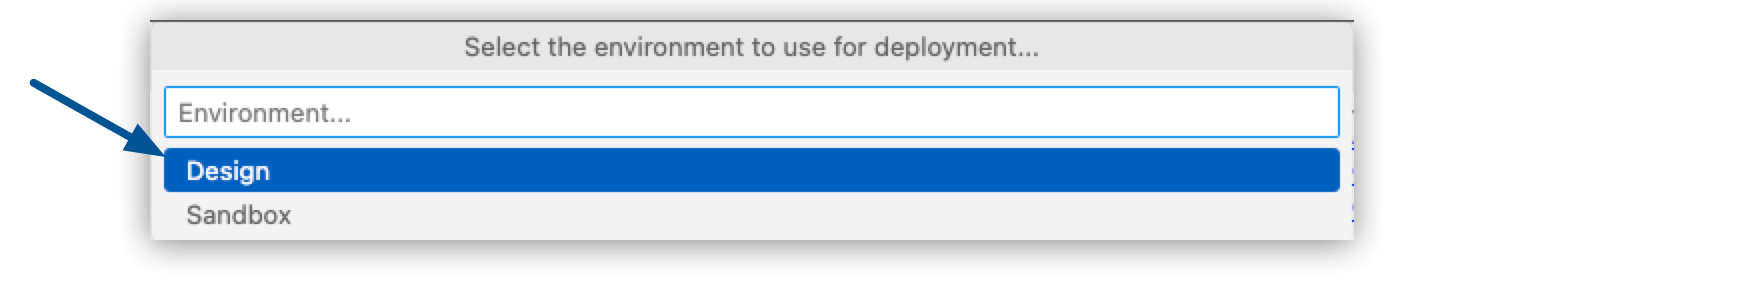 Select the environment to use for deployment...
Environment...
Design
Sandbox